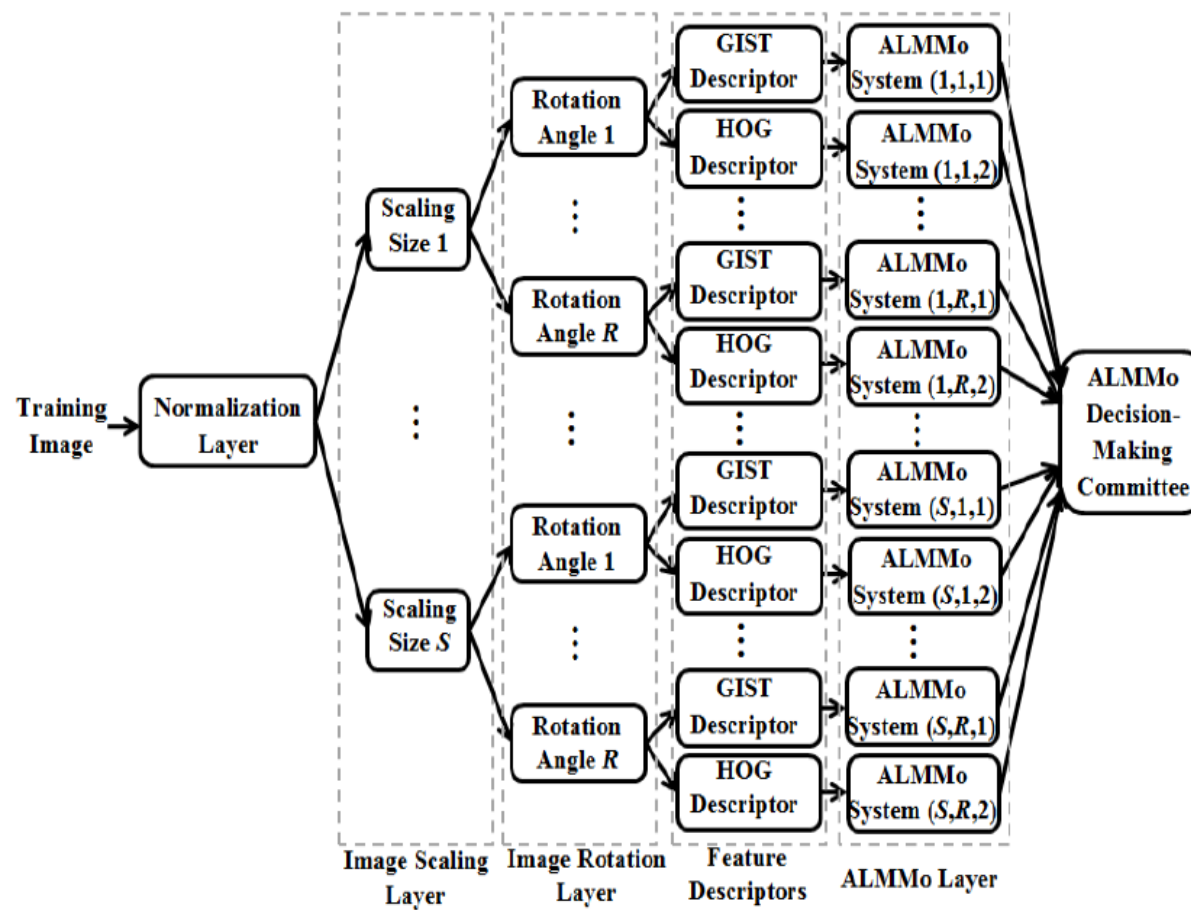 Training
Image
Normalization
Layer
Scaling
Size 1
Scaling
Size S
Image Scaling
Layer
Rotation
Angle 1
Rotation
Angle R
Rotation
Angle 1
Rotation
Angle R
Image Rotation
Layer
GIST
Descriptor
HOG
Descriptor
GIST
Descriptor
HOG
Descriptor
GIST
Descriptor
HOG
Descriptor
GIST
Descriptor
HOG
Descriptor
Feature
Descriptors
ALMMo
System (1,1,1)
ALMMo
System (1,1,2)
ALMMo
System (1,R,1)
ALMMo
System (1,R,2)
ALMMo
System (S,1,1)
ALMMo
System (S,1,2)
ALMMo
System (S,R,1)
ALMMo
System (S,R,2)
ALMMo Layer
ALMMo
Decision-
Making
Committee